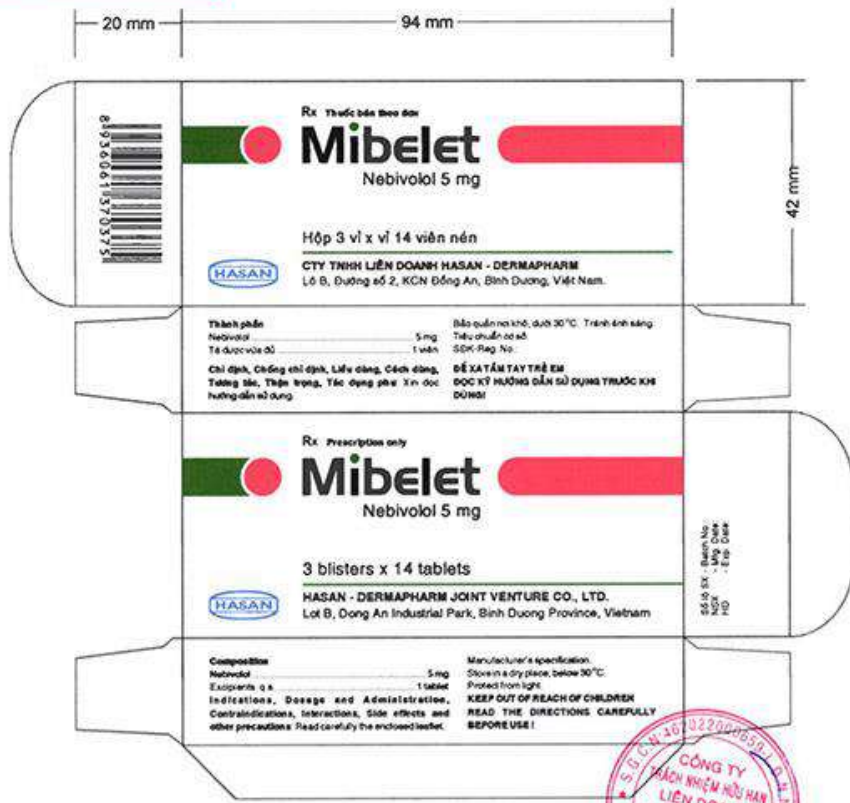 20 mm
94 mm
42 mm
8936061370375
Rx Thuốc bán theo đơn
Mibelet
Nebivolol 5 mg
Hộp 3 vỉ x vỉ 14 viên nén
HASAN
CTY TNHH LIÊN DOANH HASAN - DERMAPHARM
Lô B, Đường số 2, KCN Đồng An, Bình Dương, Việt Nam.
Thành phần
Nebivolol 5 mg
Tá dược vừa đủ 1 viên
Chỉ định, Chống chỉ định, Liều dùng, Cách dùng,
Tương tác, Thận trọng, Tác dụng phụ: Xin đọc
hướng dẫn sử dụng.
Bảo quản nơi khô, dưới 30°C. Tránh ánh sáng.
Tiêu chuẩn cơ sở.
SĐK-Reg. No.:
ĐỂ XA TẦM TAY TRẺ EM
ĐỌC KỸ HƯỚNG DẪN SỬ DỤNG TRƯỚC KHI
DÙNG!
Rx Prescription only
Mibelet
Nebivolol 5 mg
3 blisters x 14 tablets
HASAN
HASAN - DERMAPHARM JOINT VENTURE CO., LTD.
Lot B, Dong An Industrial Park, Binh Duong Province, Vietnam
Số lô SX - Batch No.:
NSX - Mfg. Date:
HD - Exp. Date:
Composition
Nebivolol 5 mg
Excipients q.s. 1 tablet
Indications, Dosage and Administration,
Contraindications, Interactions, Side effects and
other precautions: Read carefully the enclosed leaflet.
Manufacturer's specification.
Store in a dry place, below 30°C.
Protect from light.
KEEP OUT OF REACH OF CHILDREN
READ THE DIRECTIONS CAREFULLY
BEFORE USE!
CÔNG TY
TRÁCH NHIỆM HỮU HẠN